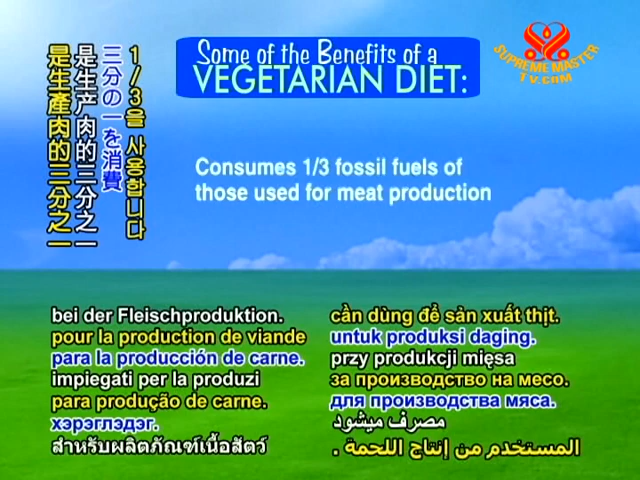 Some of the Benefits of a
VEGETARIAN DIET:
SUPREME MASTER
TV.COM
Consumes 1/3 fossil fuels of
those used for meat production
1/3을 사용합니다
三分の一を消費
是生产肉的三分之一
是生產肉的三分之一
bei der Fleischproduktion.
pour la production de viande
para la producción de carne.
impiegati per la produzi
para produção de carne.
хэрэглэдэг.
สำหรับผลิตภัณฑ์เนื้อสัตว์
cần dùng để sản xuất thịt.
untuk produksi daging.
przy produkcji mięsa
за производство на месо.
для производства мяса.
مصرف میشود
المستخدم من إنتاج اللحمة .